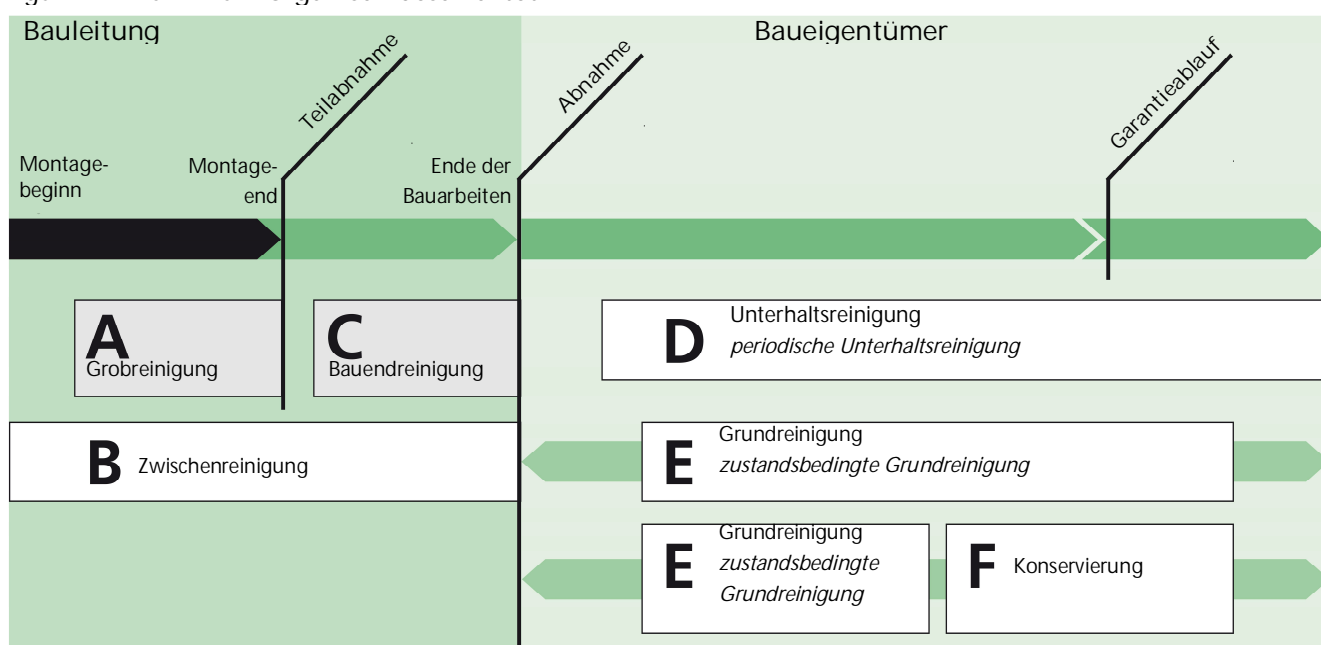 Bauleitung
Baueigentümer
Teilabnahme
Abnahme
Garantieablauf
Montage-
beginn
Montage-
end
Ende der
Bauarbeiten
A
Grobreinigung
C
Bauendreinigung
D
Unterhaltsreinigung
periodische Unterhaltsreinigung
B Zwischenreinigung
E
Grundreinigung
zustandsbedingte Grundreinigung
E
Grundreinigung
zustandsbedingte
Grundreinigung
F Konservierung